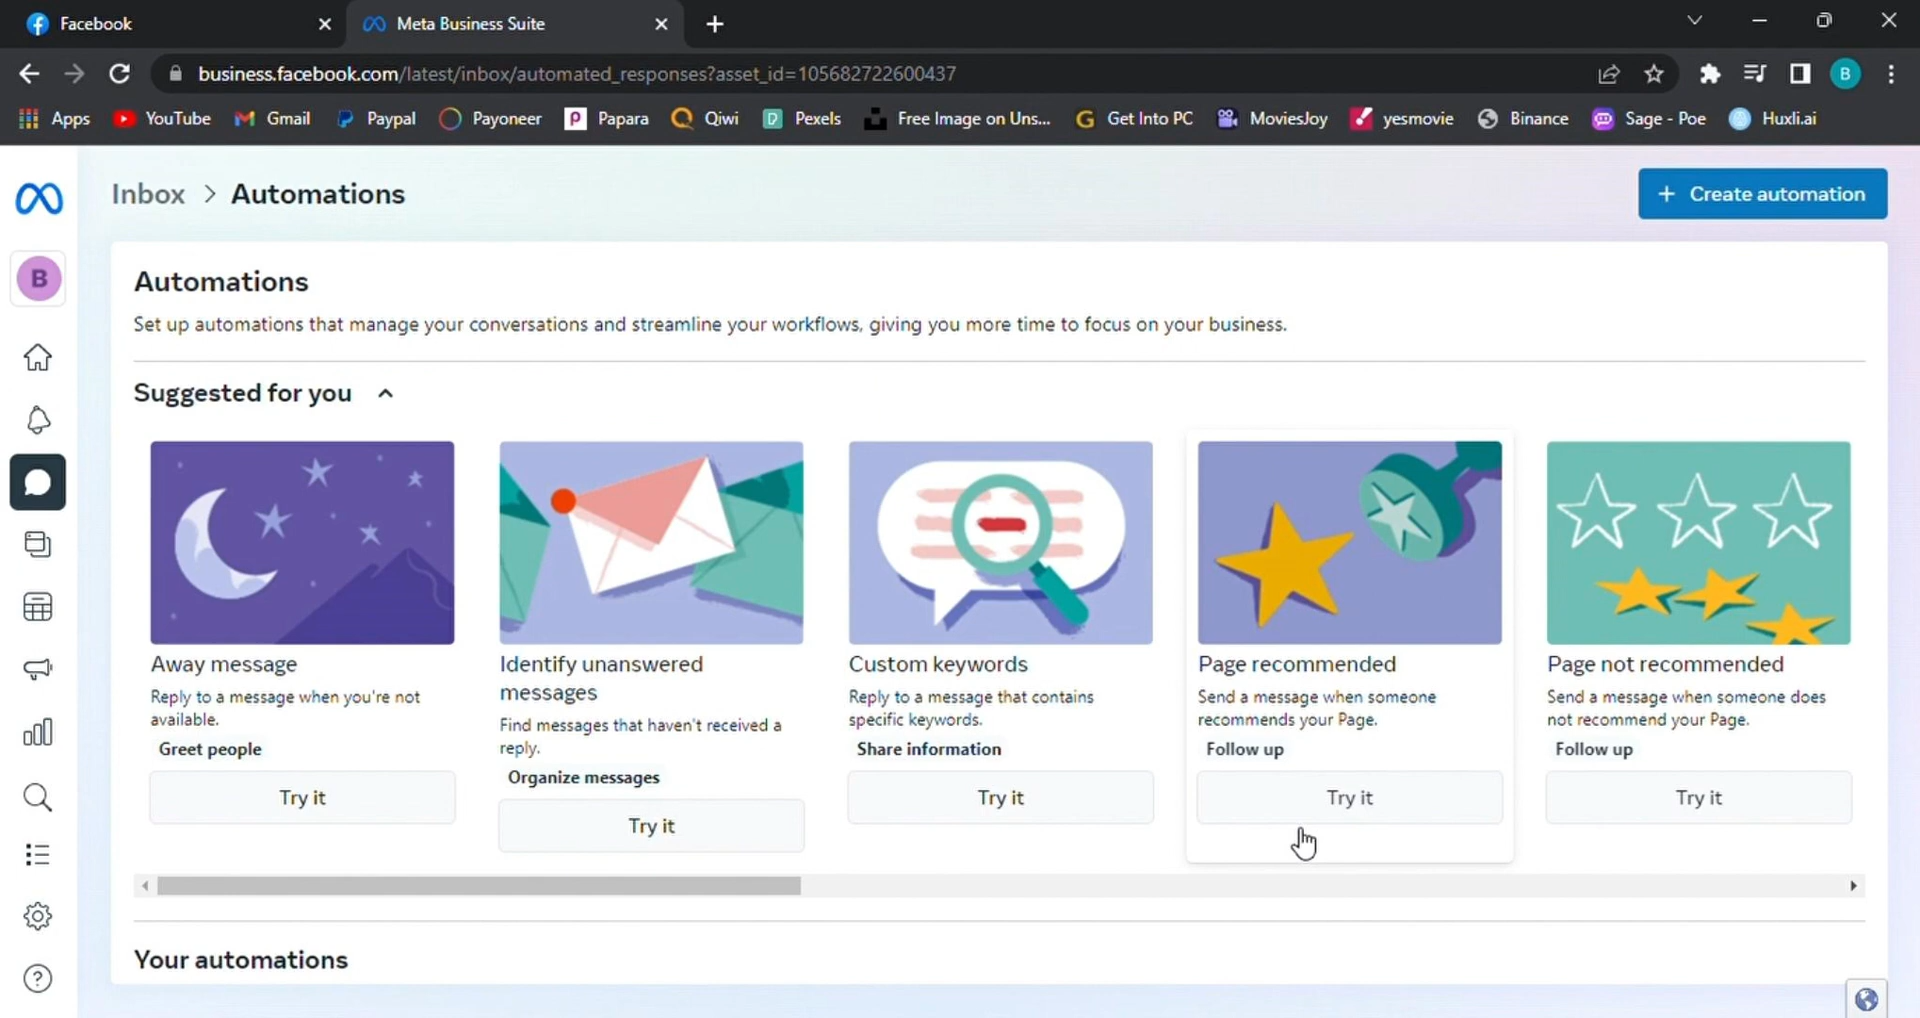 Facebook
Meta Business Suite
business.facebook.com/latest/inbox/automated_responses?asset_id=105682722600437
B
Apps YouTube Gmail Paypal Payoneer Papara Qiwi Pexels Free Image on Uns... Get Into PC MoviesJoy yesmovie Binance Sage - Poe Huxli.ai
Inbox > Automations
+ Create automation
B
Automations
Set up automations that manage your conversations and streamline your workflows, giving you more time to focus on your business.
Suggested for you
Away message
Reply to a message when you're not
available.
Greet people
Try it
Identify unanswered
messages
Find messages that haven't received a
reply.
Organize messages
Try it
Custom keywords
Reply to a message that contains
specific keywords.
Share information
Try it
Page recommended
Send a message when someone
recommends your Page.
Follow up
Try it
Page not recommended
Send a message when someone does
not recommend your Page.
Follow up
Try it
Your automations